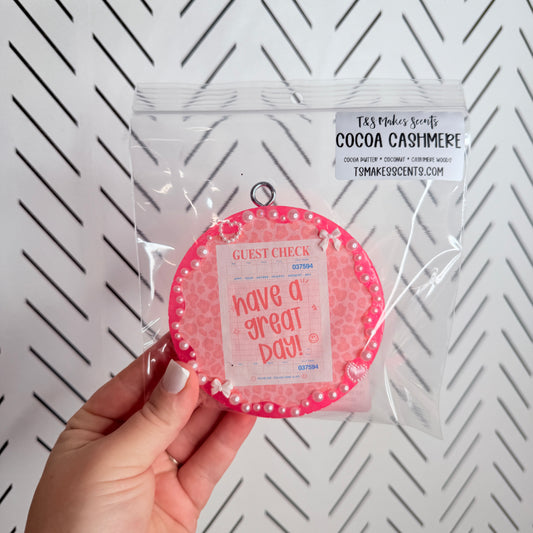 T&S Makes Scents
COCOA CASHMERE
COCOA BUTTER * COCONUT * CASHMERE WOODS
TSMAKESSCENTS.COM
GUEST CHECK
037594
Have a
great
DAY!
037594